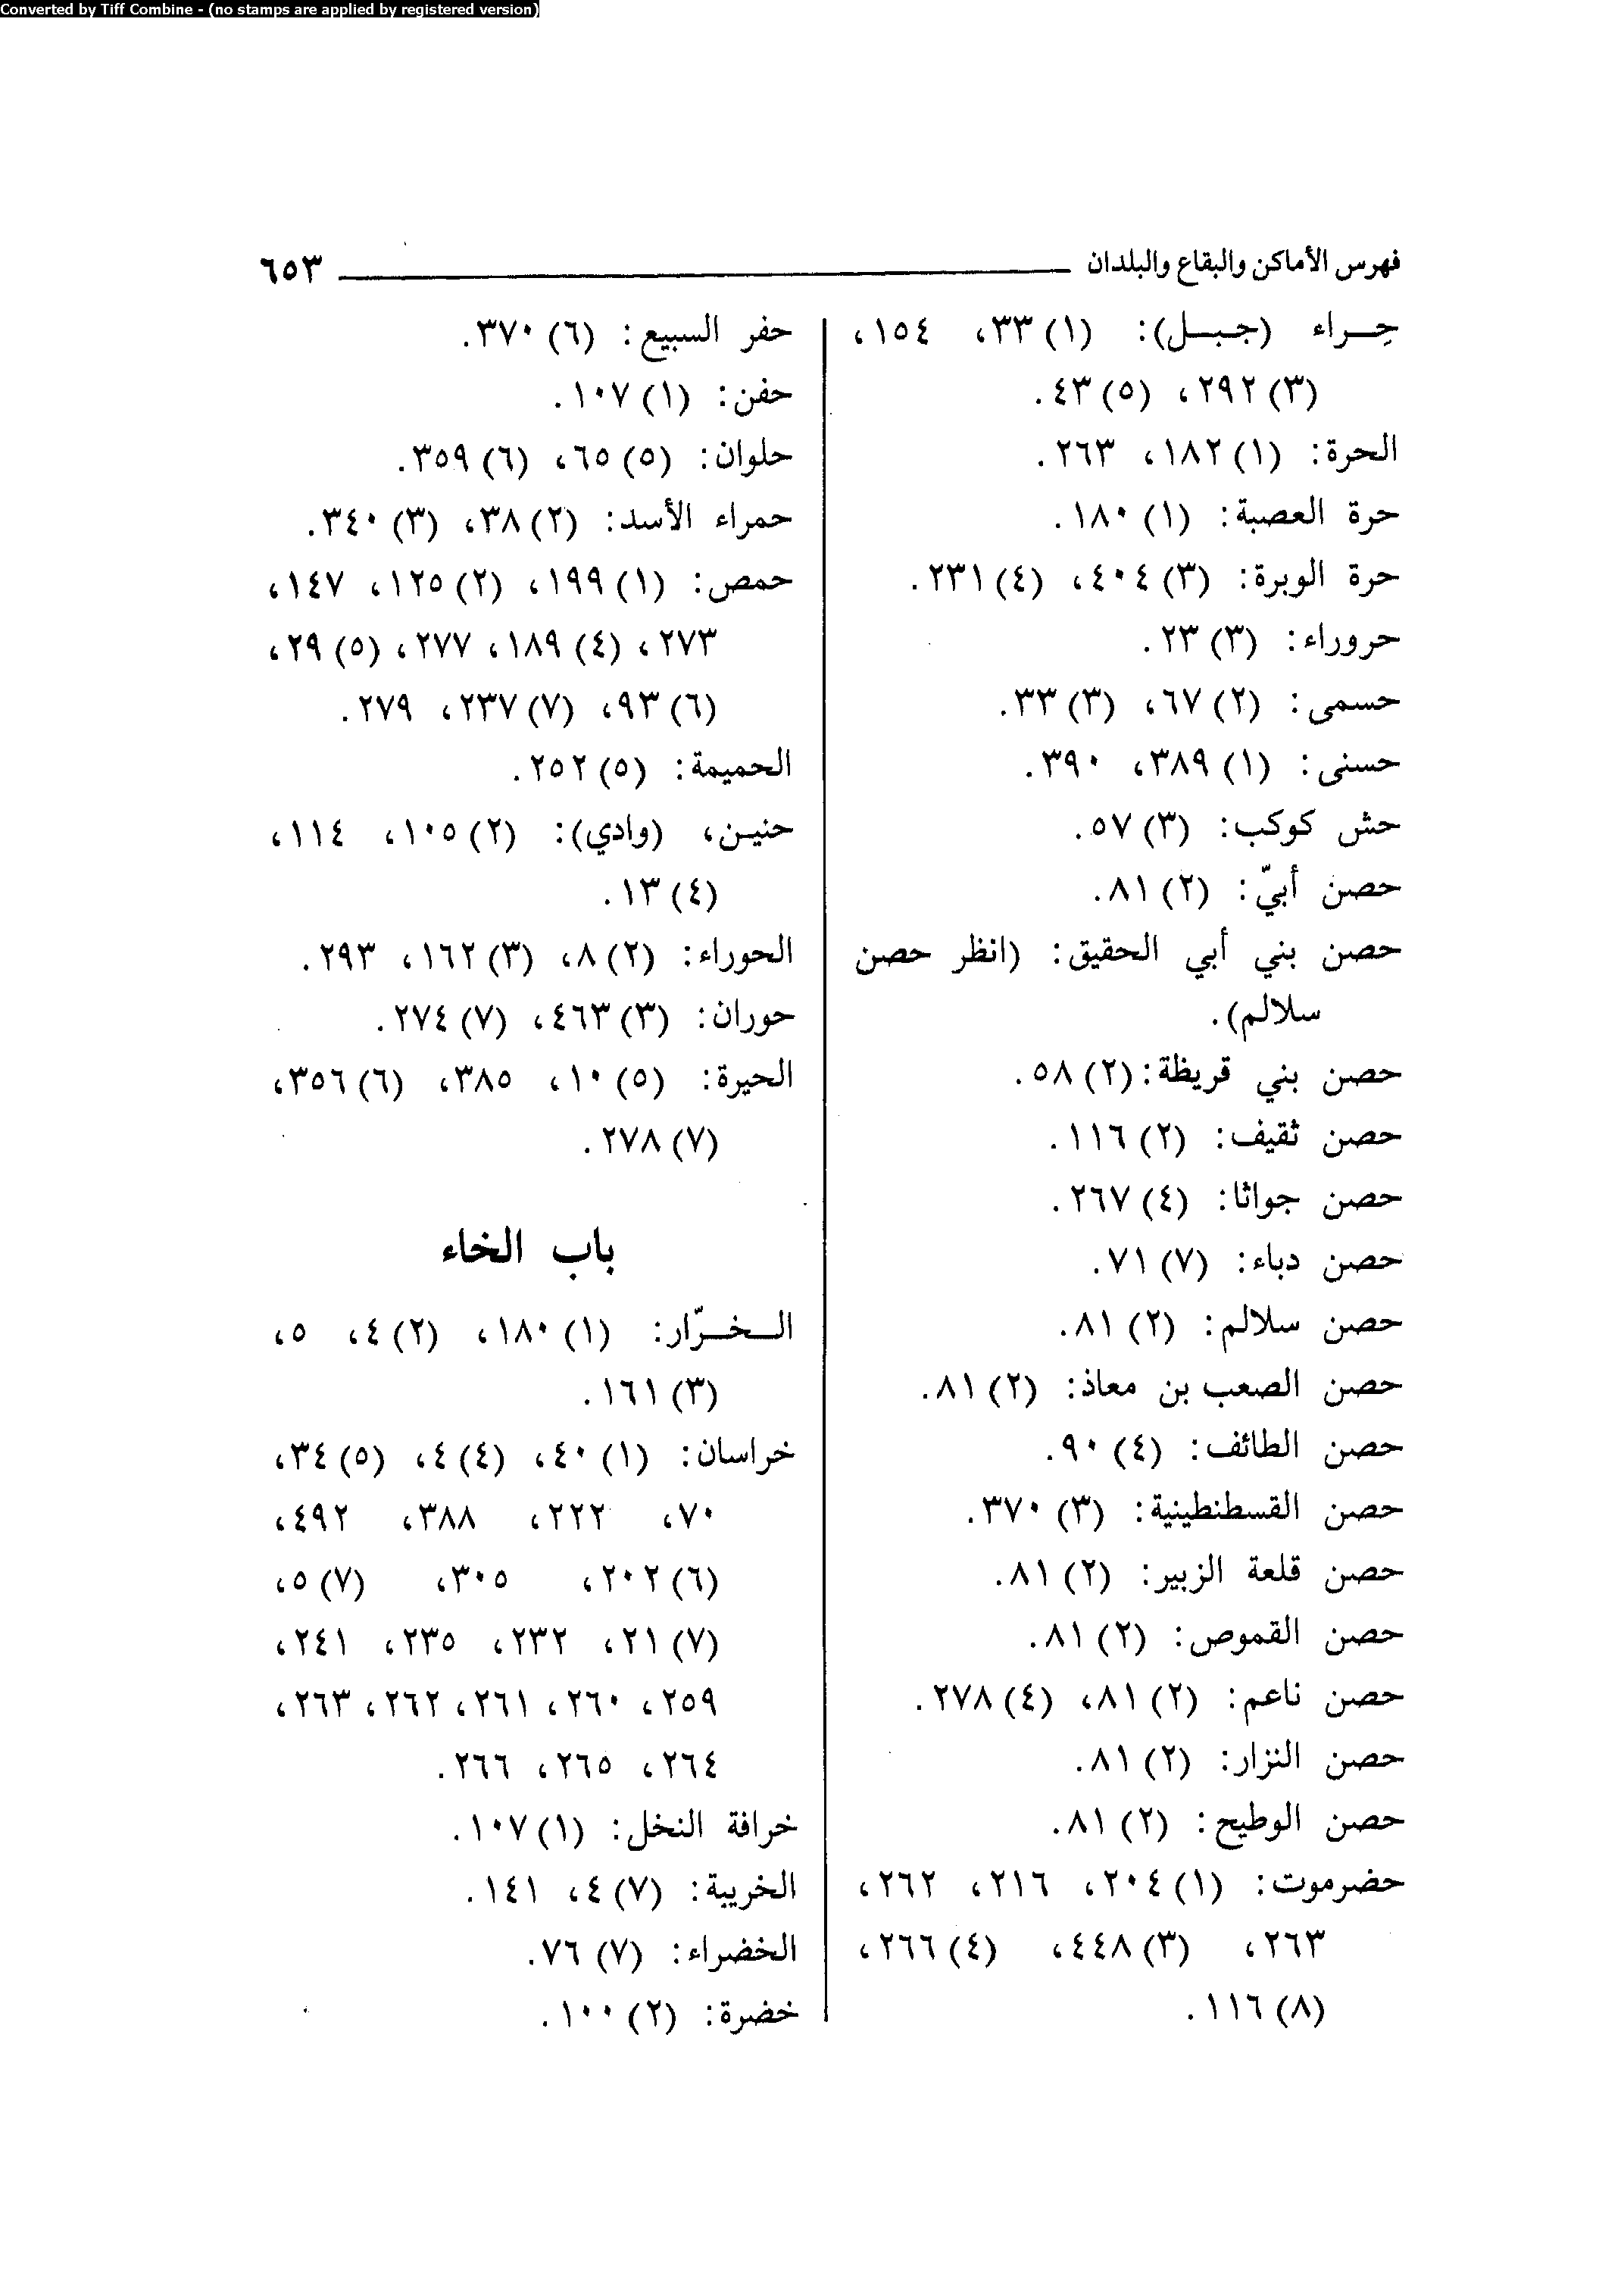 Converted by Tiff Combine - (no stamps are applied by registered version)
فهرس الأماكن والبقاع والبلدان ٦٥٣
حِـراء (جبـل): (١) ٣٣، ١٥٤،
(٣) ٢٩٢، (٥) ٤٣.
الحرة: (١) ١٨٢، ٢٦٣.
حرة العصبة: (١) ١٨٠.
حرة الوبرة: (٣) ٤٠٤، (٤) ٢٣١.
حروراء: (٣) ٢٣.
حسمى: (٢) ٦٧، (٣) ٣٣.
حسنى: (١) ٣٨٩، ٣٩٠.
حش كوكب: (٣) ٥٧.
حصن أبيّ: (٢) ٨١.
حصن بني أبي الحقيق: (انظر حصن
سلالم).
حصن بني قريظة: (٢) ٥٨.
حصن ثقيف: (٢) ١١٦.
حصن جواثا: (٤) ٢٦٧.
حصن دباء: (٧) ٧١.
حصن سلالم: (٢) ٨١.
حصن الصعب بن معاذ: (٢) ٨١.
حصن الطائف: (٤) ٩٠.
حصن القسطنطينية: (٣) ٣٧٠.
حصن قلعة الزبير: (٢) ٨١.
حصن القموص: (٢) ٨١.
حصن ناعم: (٢) ٨١، (٤) ٢٧٨.
حصن النزار: (٢) ٨١.
حصن الوطيح: (٢) ٨١.
حضرموت: (١) ٢٠٤، ٢١٦، ٢٦٢،
٢٦٣، (٣) ٤٤٨، (٤) ٢٦٦،
(٨) ١١٦.
حفر السبيع: (٦) ٣٧٠.
حفن: (١) ١٠٧.
حلوان: (٥) ٦٥، (٦) ٣٥٩.
حمراء الأسد: (٢) ٣٨، (٣) ٣٤٠.
حمص: (١) ١٩٩، (٢) ١٢٥، ١٤٧،
٢٧٣، (٤) ١٨٩، ٢٧٧، (٥) ٢٩،
(٦) ٩٣، (٧) ٢٣٧، ٢٧٩.
الحميمة: (٥) ٢٥٢.
حنيـن، (وادي): (٢) ١٠٥، ١١٤،
(٤) ١٣.
الحوراء: (٢) ٨، (٣) ١٦٢، ٢٩٣.
حوران: (٣) ٤٦٣، (٧) ٢٧٤.
الحيرة: (٥) ١٠، ٣٨٥، (٦) ٣٥٦،
(٧) ٢٧٨.
باب الخاء
الـخـرّار: (١) ١٨٠، (٢) ٤، ٥،
(٣) ١٦١.
خراسان: (١) ٤٠، (٤) ٤، (٥) ٣٤،
٧٠، ٢٢٢، ٣٨٨، ٤٩٢،
(٦) ٢٠٢، ٣٠٥، (٧) ٥،
(٧) ٢١، ٢٣٢، ٢٣٥، ٢٤١،
٢٥٩، ٢٦٠، ٢٦١، ٢٦٢، ٢٦٣،
٢٦٤، ٢٦٥، ٢٦٦.
خرافة النخل: (١) ١٠٧.
الخريبة: (٧) ٤، ١٤١.
الخضراء: (٧) ٧٦.
خضرة: (٢) ١٠٠.